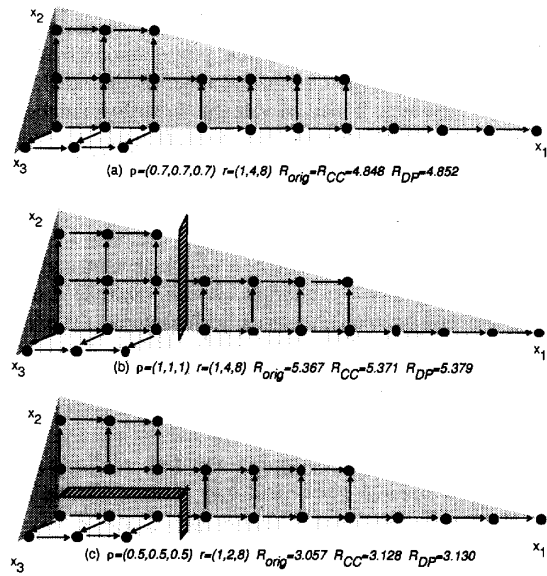 x2
x1
x3
(a) ρ=(0.7,0.7,0.7) r=(1,4,8) Rorig=RCC=4.848 RDP=4.852
x2
x1
x3
(b) ρ=(1,1,1) r=(1,4,8) Rorig=5.367 RCC=5.371 RDP=5.379
x2
x1
x3
(c) ρ=(0.5,0.5,0.5) r=(1,2,8) Rorig=3.057 RCC=3.128 RDP=3.130